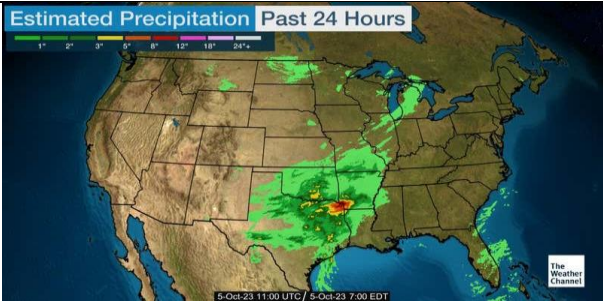 Estimated Precipitation Past 24 Hours
1" 2" 3" 5" 8" 12" 18" 24"+
The
Weather
Channel
5-Oct-23 11:00 UTC / 5-Oct-23 7:00 EDT